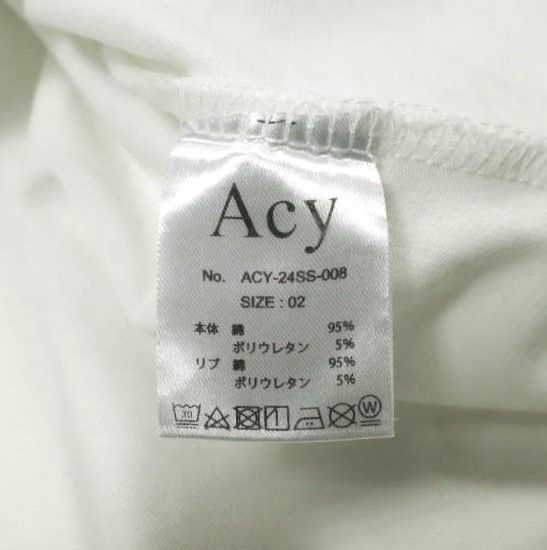 Acy
No. ACY-24SS-008
SIZE : 02
本体 綿 95%
ポリウレタン 5%
リブ 綿 95%
ポリウレタン 5%
30 W